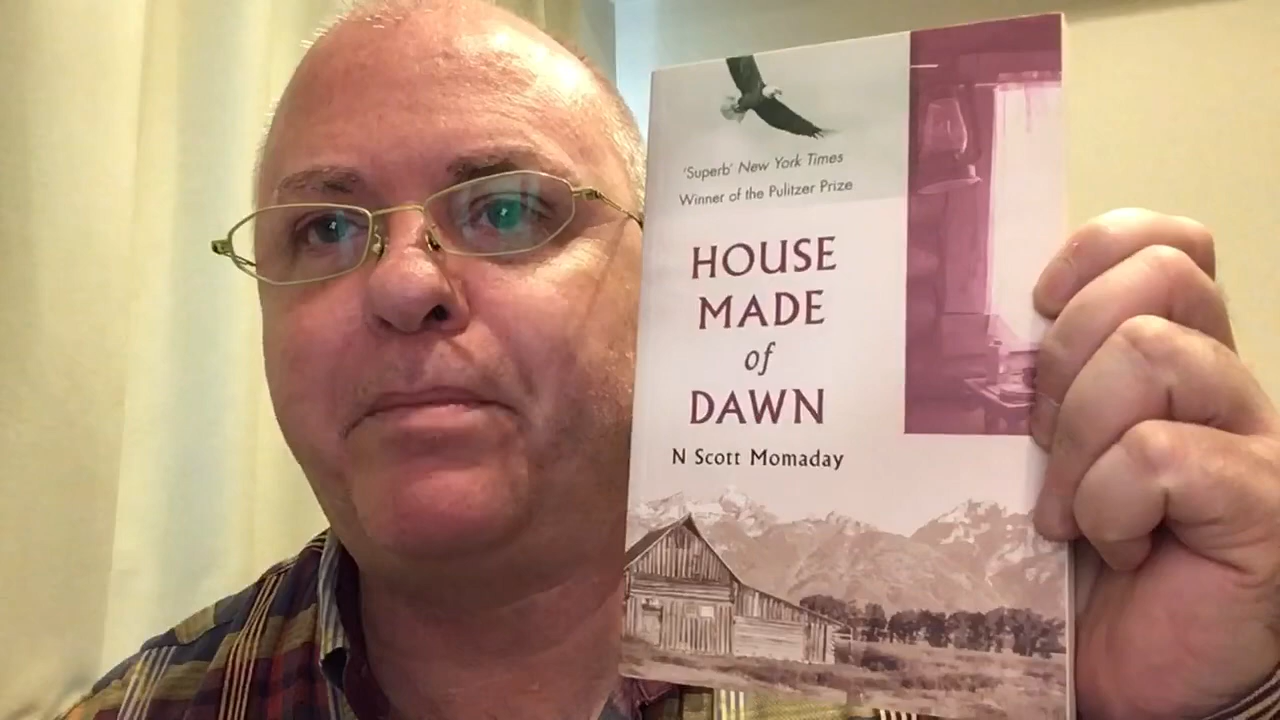 'Superb' New York Times
Winner of the Pulitzer Prize
HOUSE
MADE
of
DAWN
N Scott Momaday